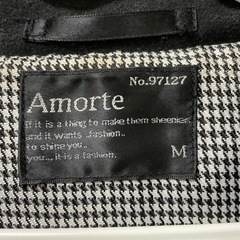 No.97127
Amorte
If it is a thing to make them sheenier,
and it wants ..fashion..
to shine you..
you..., it is a fashion.
M